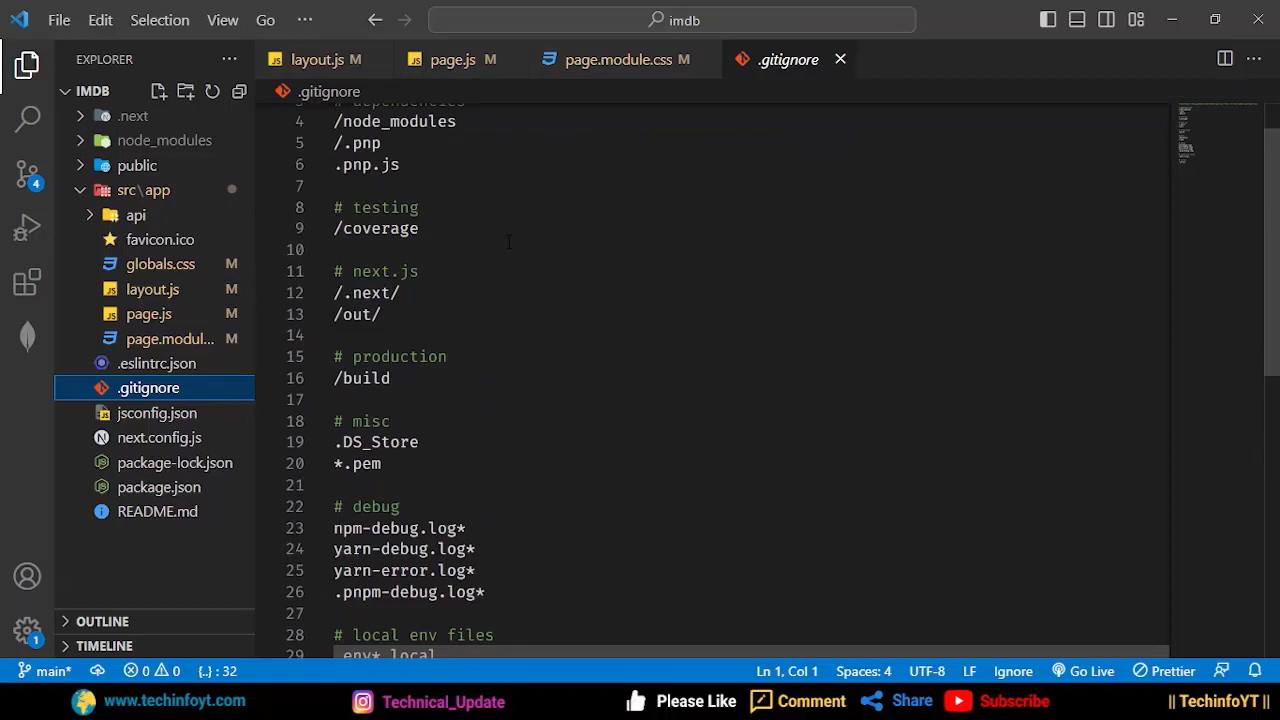 File Edit Selection View Go ··· imdb
EXPLORER ···
layout.js M
page.js M
page.module.css M
.gitignore
IMDB
.gitignore
.next
node_modules
public
src\app
api
favicon.ico
globals.css M
layout.js M
page.js M
page.modul... M
.eslintrc.json
.gitignore
jsconfig.json
next.config.js
package-lock.json
package.json
README.md
OUTLINE
TIMELINE
3 # dependencies
4 /node_modules
5 /.pnp
6 .pnp.js
7
8 # testing
9 /coverage
10
11 # next.js
12 /.next/
13 /out/
14
15 # production
16 /build
17
18 # misc
19 .DS_Store
20 *.pem
21
22 # debug
23 npm-debug.log*
24 yarn-debug.log*
25 yarn-error.log*
26 .pnpm-debug.log*
27
28 # local env files
29 .env*.local
4
1
main* 0 0 {..} : 32 Ln 1, Col 1 Spaces: 4 UTF-8 LF Ignore Go Live Prettier
www.techinfoyt.com Technical_Update Please Like Comment Share Subscribe || TechinfoYT ||